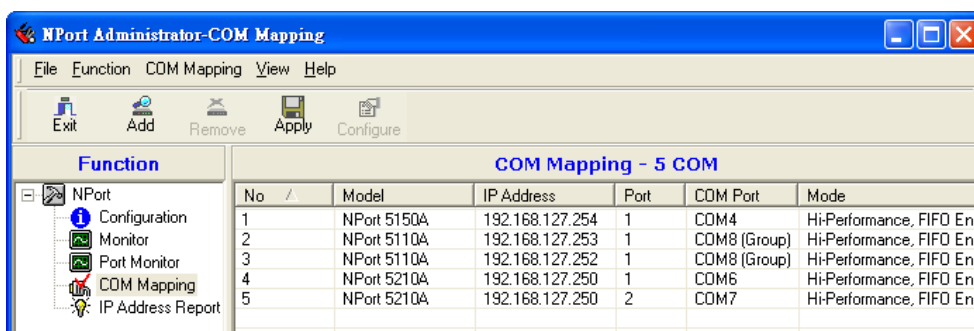 NPort Administrator-COM Mapping
File Function COM Mapping View Help
Exit Add Remove Apply Configure
Function
NPort
Configuration
Monitor
Port Monitor
COM Mapping
IP Address Report
COM Mapping - 5 COM
No Model IP Address Port COM Port Mode
1 NPort 5150A 192.168.127.254 1 COM4 Hi-Performance, FIFO En
2 NPort 5110A 192.168.127.253 1 COM8 (Group) Hi-Performance, FIFO En
3 NPort 5110A 192.168.127.252 1 COM8 (Group) Hi-Performance, FIFO En
4 NPort 5210A 192.168.127.250 1 COM6 Hi-Performance, FIFO En
5 NPort 5210A 192.168.127.250 2 COM7 Hi-Performance, FIFO En